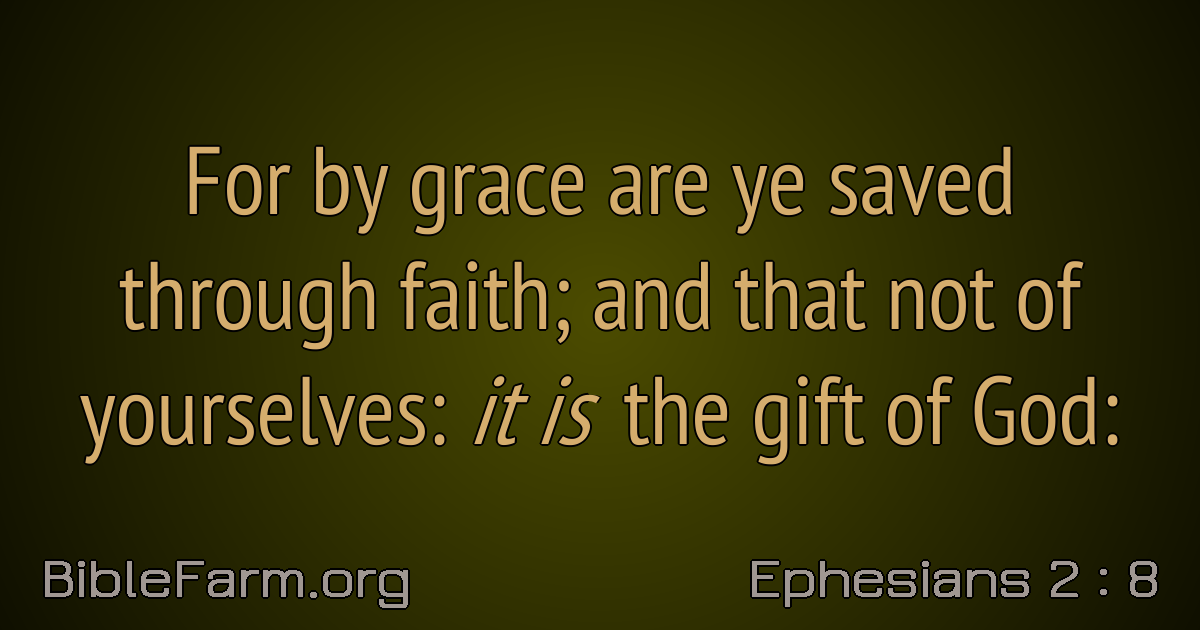 For by grace are ye saved
through faith; and that not of
yourselves: it is the gift of God:
BibleFarm.org
Ephesians 2 : 8